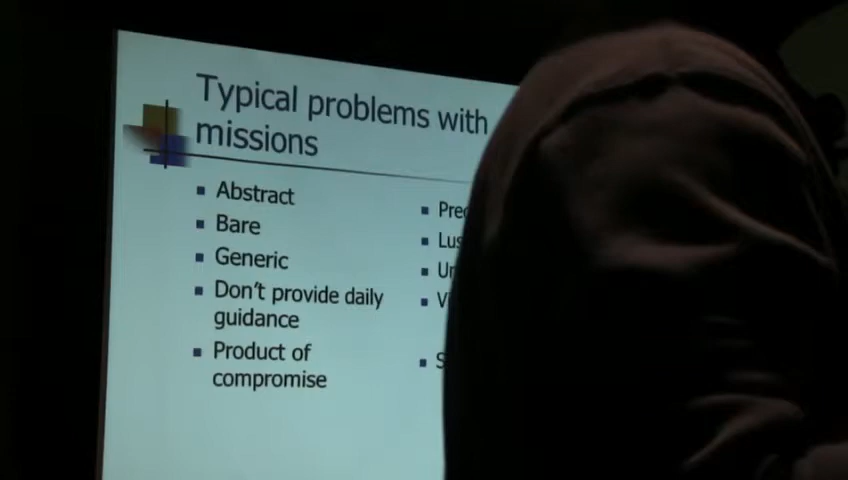 Typical problems with
missions
Abstract
Bare
Generic
Don't provide daily
guidance
Product of
compromise